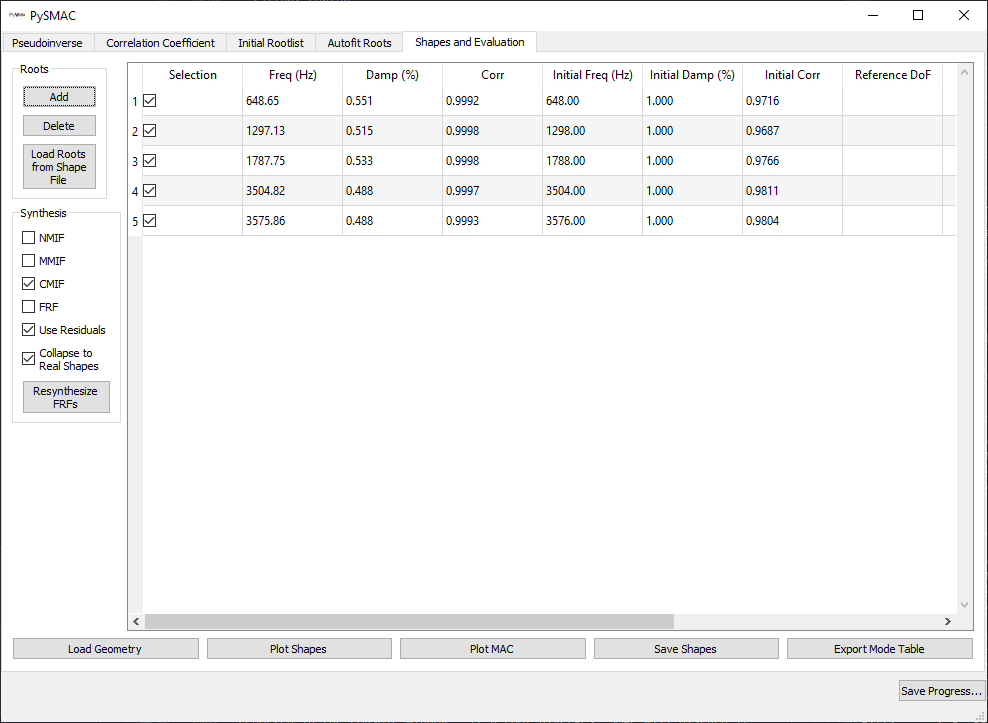 PySMAC
Pseudoinverse Correlation Coefficient Initial Rootlist Autofit Roots Shapes and Evaluation
Roots
Add
Delete
Load Roots
from Shape
File
Synthesis
NMIF
MMIF
CMIF
FRF
Use Residuals
Collapse to
Real Shapes
Resynthesize
FRFs
Selection Freq (Hz) Damp (%) Corr Initial Freq (Hz) Initial Damp (%) Initial Corr Reference DoF
1 648.65 0.551 0.9992 648.00 1.000 0.9716
2 1297.13 0.515 0.9998 1298.00 1.000 0.9687
3 1787.75 0.533 0.9998 1788.00 1.000 0.9766
4 3504.82 0.488 0.9997 3504.00 1.000 0.9811
5 3575.86 0.488 0.9993 3576.00 1.000 0.9804
Load Geometry Plot Shapes Plot MAC Save Shapes Export Mode Table
Save Progress...